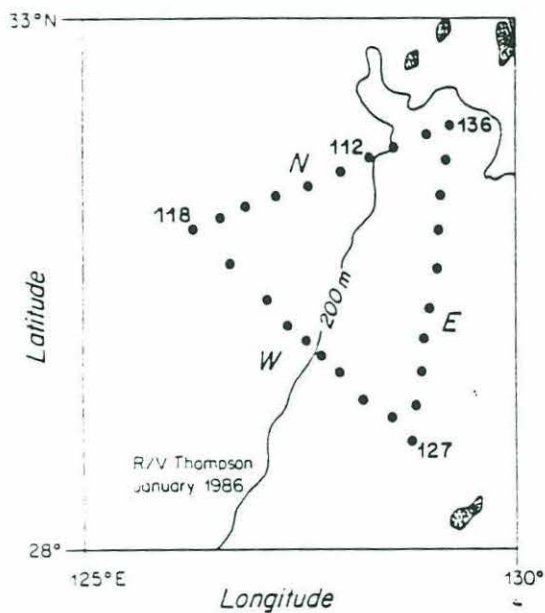 33°N
136
112
N
118
Latitude
200 m
E
W
R/V Thompson
January 1986
127
28°
125°E
130°
Longitude